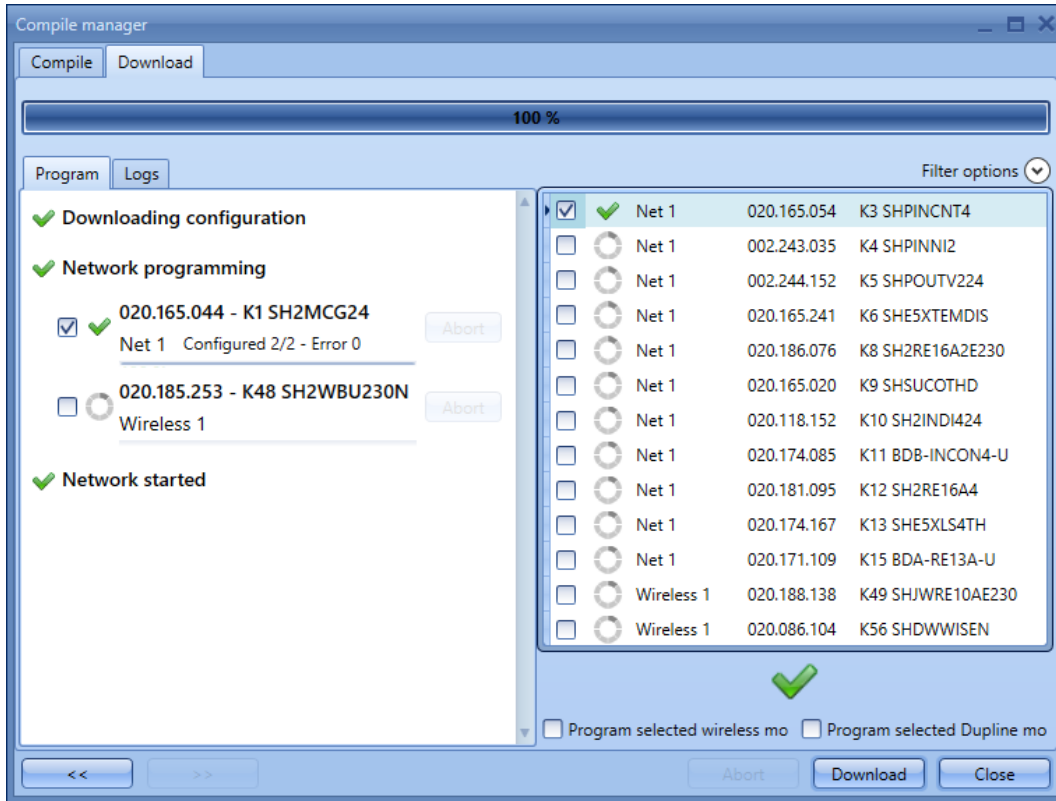 Compile manager
Compile Download
100 %
Program Logs
Filter options
Downloading configuration
Network programming
020.165.044 - K1 SH2MCG24
Net 1 Configured 2/2 - Error 0
Abort
020.185.253 - K48 SH2WBU230N
Wireless 1
Abort
Network started
Net 1 020.165.054 K3 SHPINCNT4
Net 1 002.243.035 K4 SHPINNI2
Net 1 002.244.152 K5 SHPOUTV224
Net 1 020.165.241 K6 SHE5XTEMDIS
Net 1 020.186.076 K8 SH2RE16A2E230
Net 1 020.165.020 K9 SHSUCOTHD
Net 1 020.118.152 K10 SH2INDI424
Net 1 020.174.085 K11 BDB-INCON4-U
Net 1 020.181.095 K12 SH2RE16A4
Net 1 020.174.167 K13 SHE5XLS4TH
Net 1 020.171.109 K15 BDA-RE13A-U
Wireless 1 020.188.138 K49 SHJWRE10AE230
Wireless 1 020.086.104 K56 SHDWWISEN
Program selected wireless mo Program selected Dupline mo
<< >> Abort Download Close